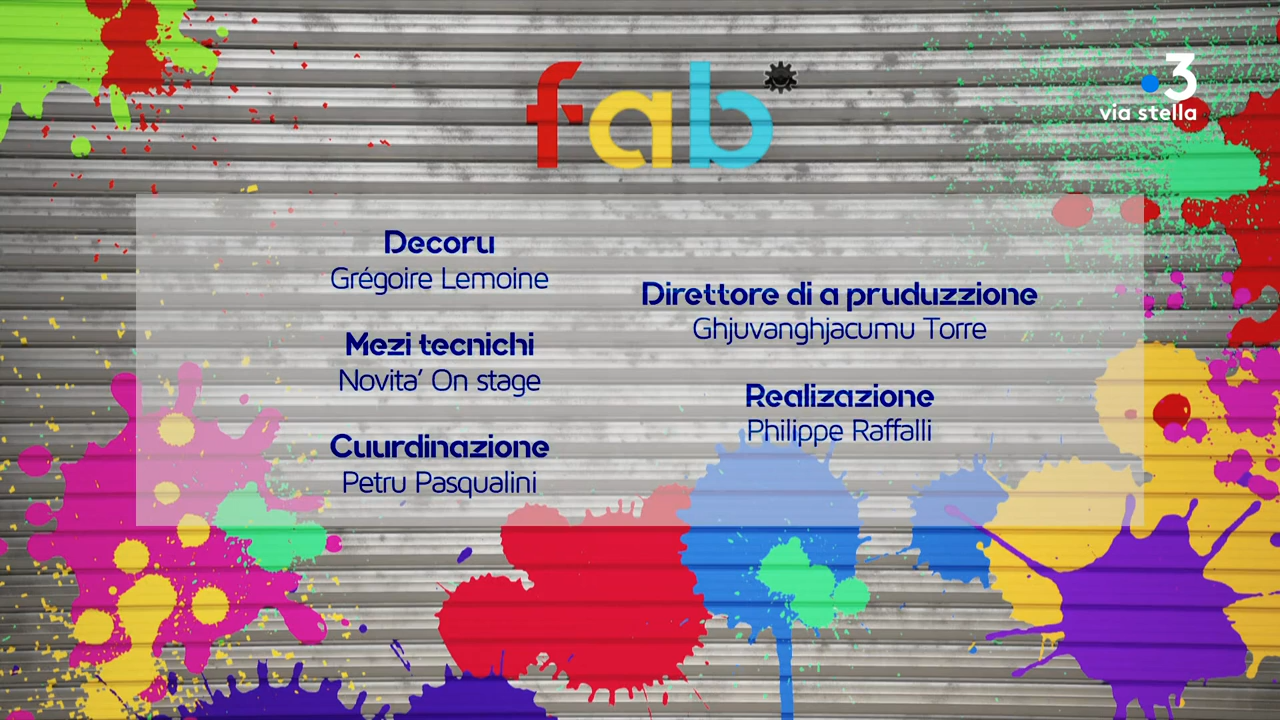 fab
3
via stella
Decoru
Grégoire Lemoine
Mezi tecnichi
Novita' On stage
Cuurdinazione
Petru Pasqualini
Direttore di a pruduzzione
Ghjuvanghjacumu Torre
Realizazione
Philippe Raffalli